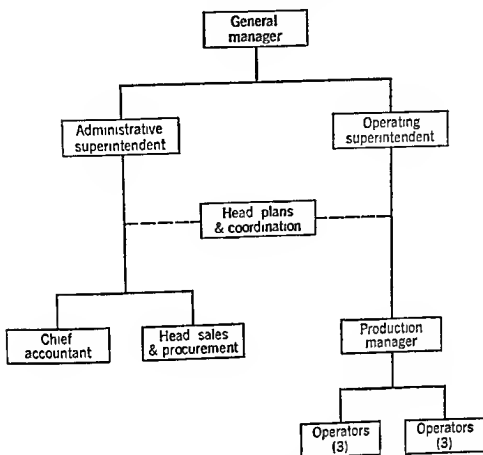 General
manager
Administrative
superintendent
Operating
superintendent
Head plans
& coordination
Chief
accountant
Head sales
& procurement
Production
manager
Operators
(3)
Operators
(3)